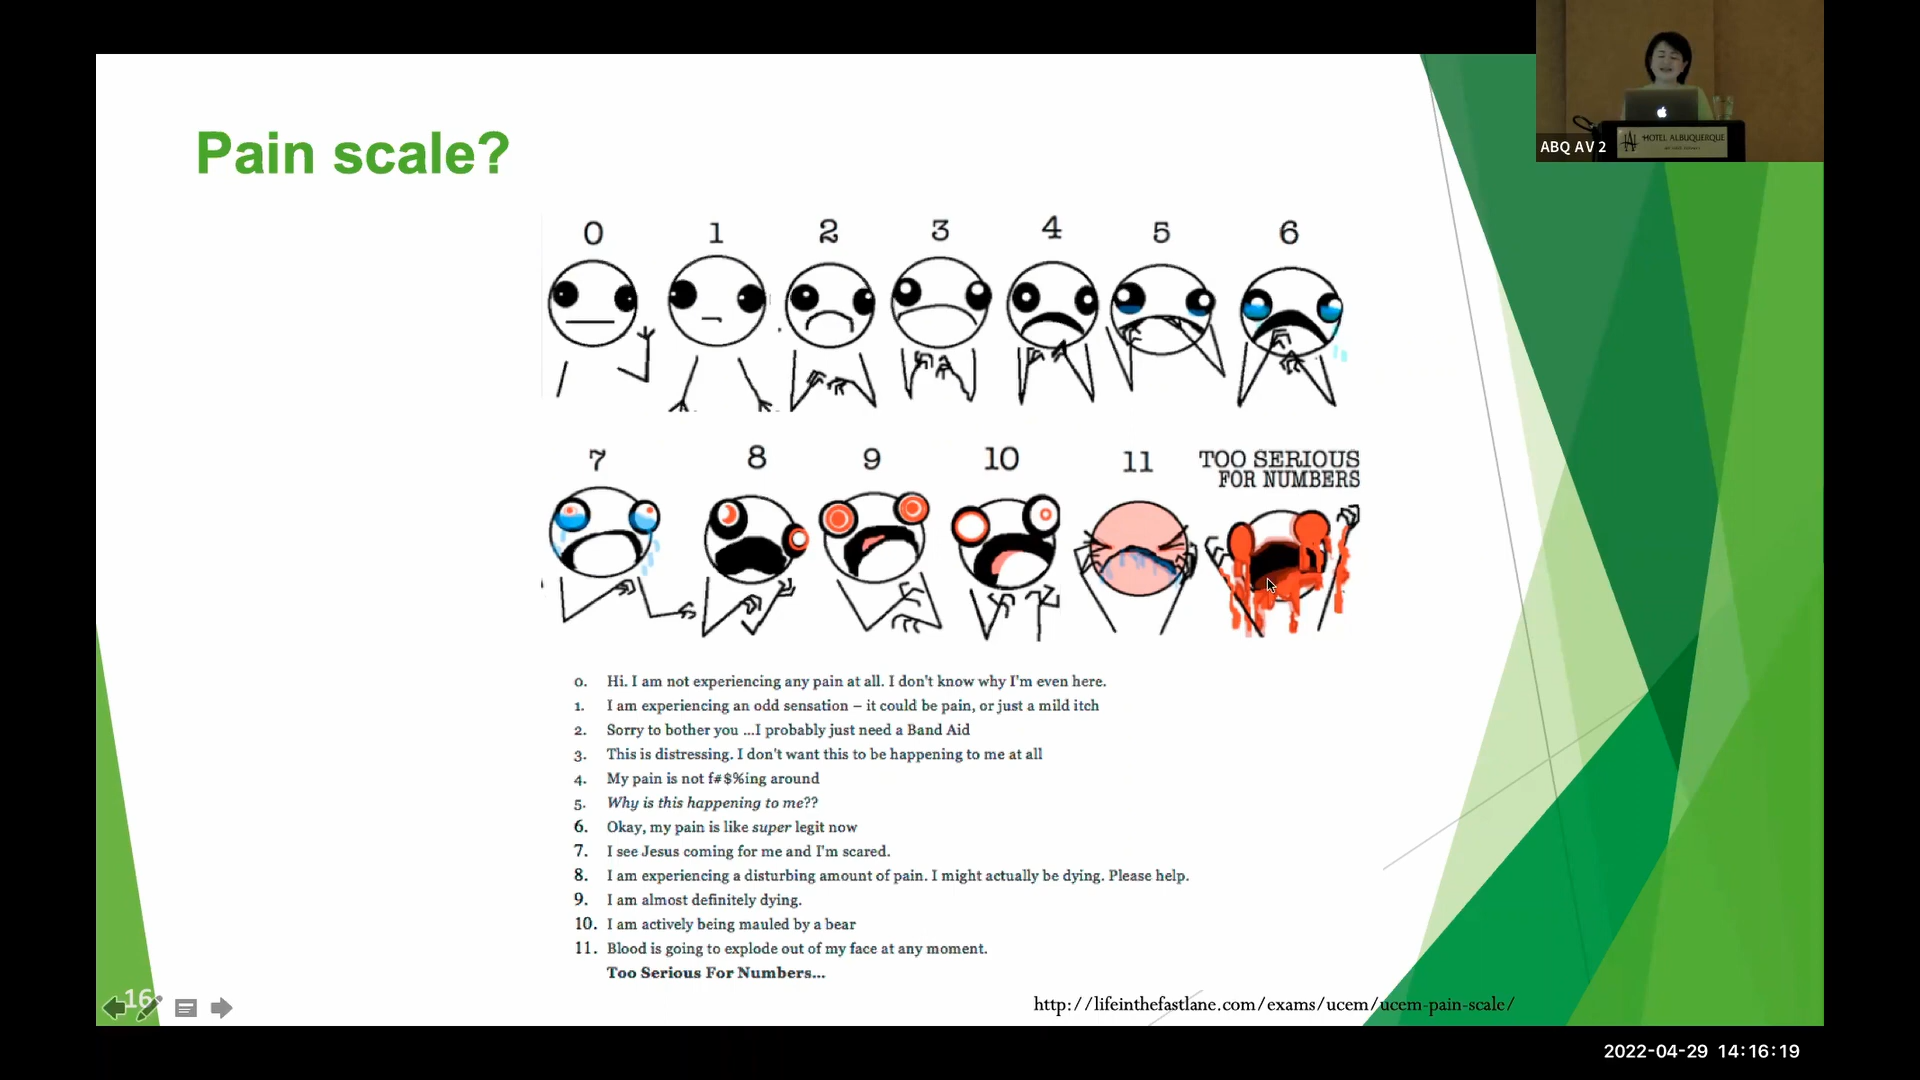 ABQ AV 2
HOTEL ALBUQUERQUE
Pain scale?
0 1 2 3 4 5 6
7 8 9 10 11 TOO SERIOUS
FOR NUMBERS
0. Hi. I am not experiencing any pain at all. I don't know why I'm even here.
1. I am experiencing an odd sensation – it could be pain, or just a mild itch
2. Sorry to bother you ...I probably just need a Band Aid
3. This is distressing. I don't want this to be happening to me at all
4. My pain is not f#$%ing around
5. Why is this happening to me??
6. Okay, my pain is like super legit now
7. I see Jesus coming for me and I'm scared.
8. I am experiencing a disturbing amount of pain. I might actually be dying. Please help.
9. I am almost definitely dying.
10. I am actively being mauled by a bear
11. Blood is going to explode out of my face at any moment.
Too Serious For Numbers...
16
http://lifeinthefastlane.com/exams/ucem/ucem-pain-scale/
2022-04-29 14:16:19